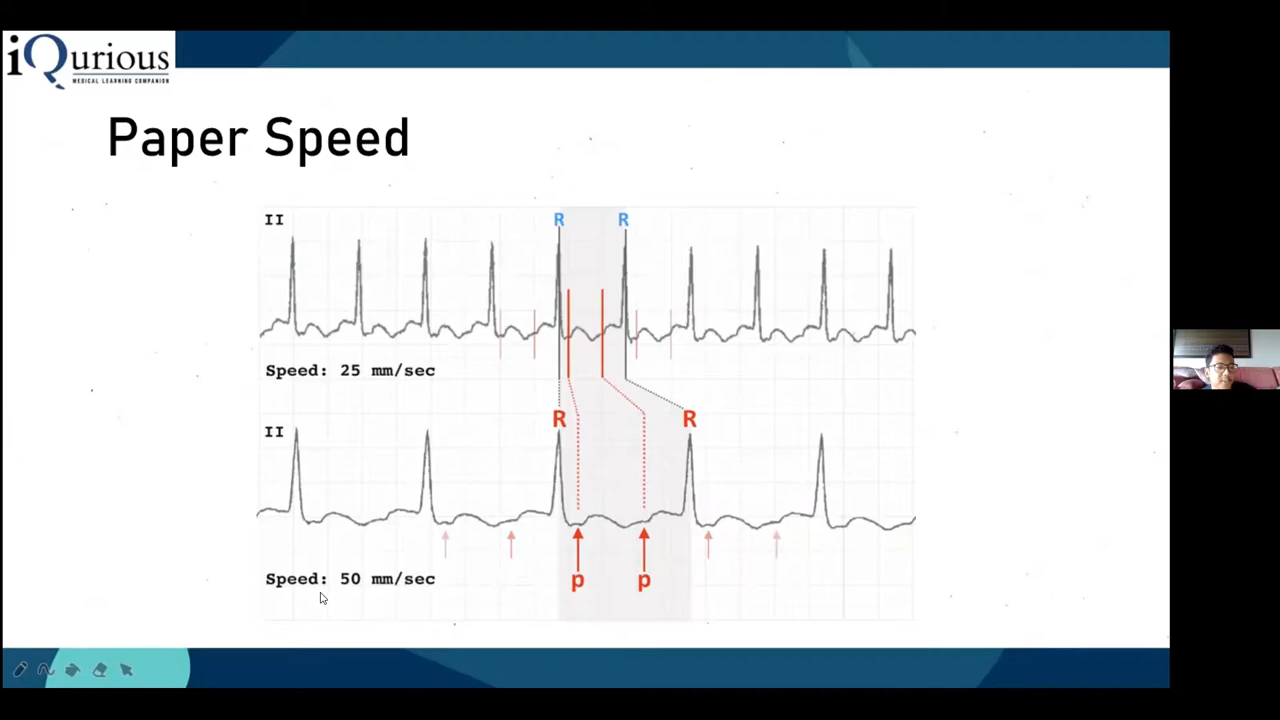 iQurious
MEDICAL LEARNING COMPANION
Paper Speed
II
R R
Speed: 25 mm/sec
R R
II
Speed: 50 mm/sec
p p